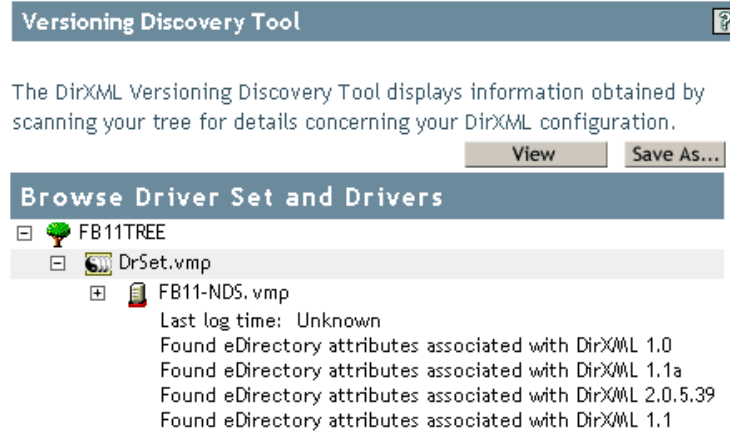 Versioning Discovery Tool
?
The DirXML Versioning Discovery Tool displays information obtained by
scanning your tree for details concerning your DirXML configuration.
View Save As...
Browse Driver Set and Drivers
FB11TREE
DrSet.vmp
FB11-NDS.vmp
Last log time: Unknown
Found eDirectory attributes associated with DirXML 1.0
Found eDirectory attributes associated with DirXML 1.1a
Found eDirectory attributes associated with DirXML 2.0.5.39
Found eDirectory attributes associated with DirXML 1.1